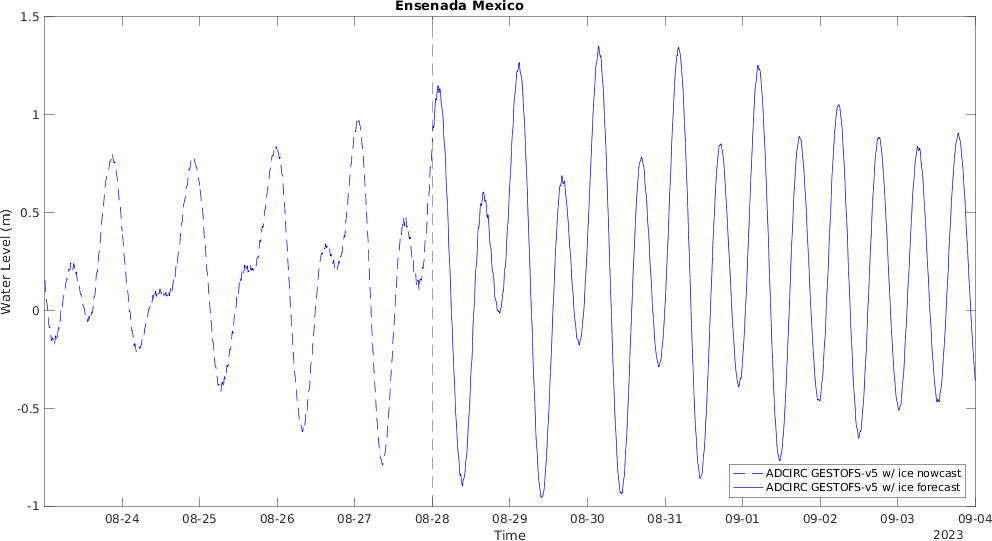 Ensenada Mexico
1.5
1
0.5
0
-0.5
-1
Water Level (m)
ADCIRC GESTOFS-v5 w/ ice nowcast
ADCIRC GESTOFS-v5 w/ ice forecast
08-24 08-25 08-26 08-27 08-28 08-29 08-30 08-31 09-01 09-02 09-03 09-04
Time
2023